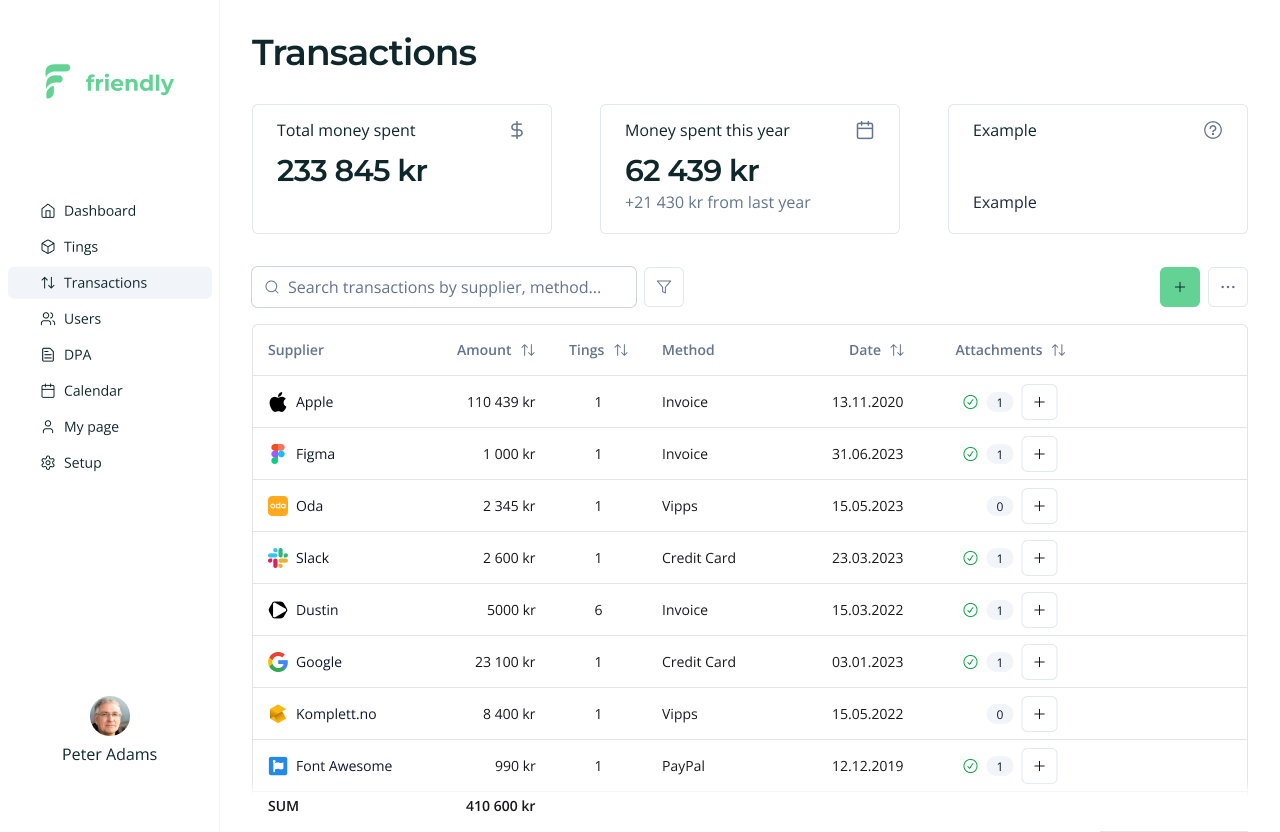 friendly
Dashboard
Tings
Transactions
Users
DPA
Calendar
My page
Setup
Peter Adams
Transactions
Total money spent
233 845 kr
Money spent this year
62 439 kr
+21 430 kr from last year
Example
Example
Search transactions by supplier, method...
Supplier Amount Tings Method Date Attachments
Apple 110 439 kr 1 Invoice 13.11.2020 1 +
Figma 1 000 kr 1 Invoice 31.06.2023 1 +
oda Oda 2 345 kr 1 Vipps 15.05.2023 0 +
Slack 2 600 kr 1 Credit Card 23.03.2023 1 +
Dustin 5000 kr 6 Invoice 15.03.2022 1 +
Google 23 100 kr 1 Credit Card 03.01.2023 1 +
Komplett.no 8 400 kr 1 Vipps 15.05.2022 0 +
Font Awesome 990 kr 1 PayPal 12.12.2019 1 +
SUM 410 600 kr